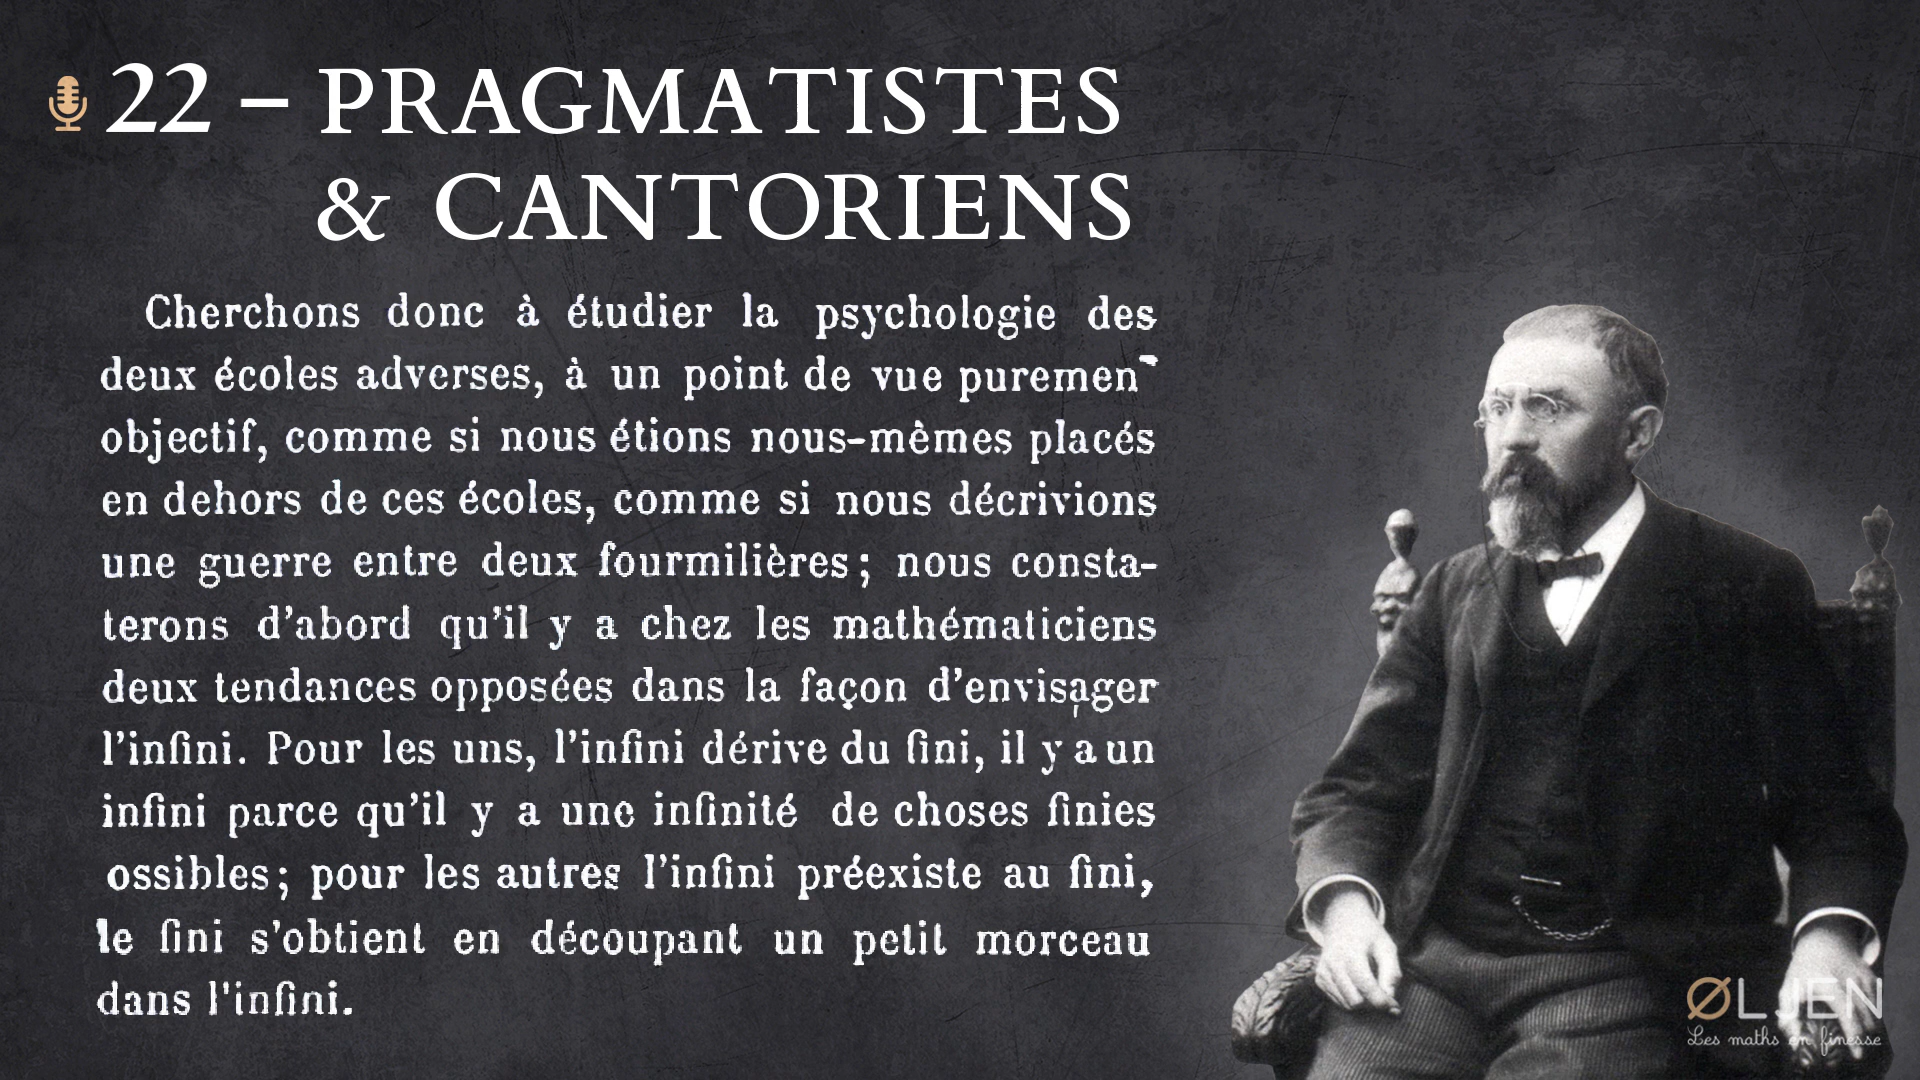 22 – PRAGMATISTES
& CANTORIENS
Cherchons donc à étudier la psychologie des
deux écoles adverses, à un point de vue puremen
objectif, comme si nous étions nous-mèmes placés
en dehors de ces écoles, comme si nous décrivions
une guerre entre deux fourmilières; nous consta-
terons d'abord qu'il y a chez les mathématiciens
deux tendances opposées dans la façon d'envisager
l'infini. Pour les uns, l'infini dérive du fini, il y a un
infini parce qu'il y a une infinité de choses finies
ossibles; pour les autres l'infini préexiste au fini,
le fini s'obtient en découpant un petit morceau
dans l'infini.
ØLJEN
Les maths en finesse